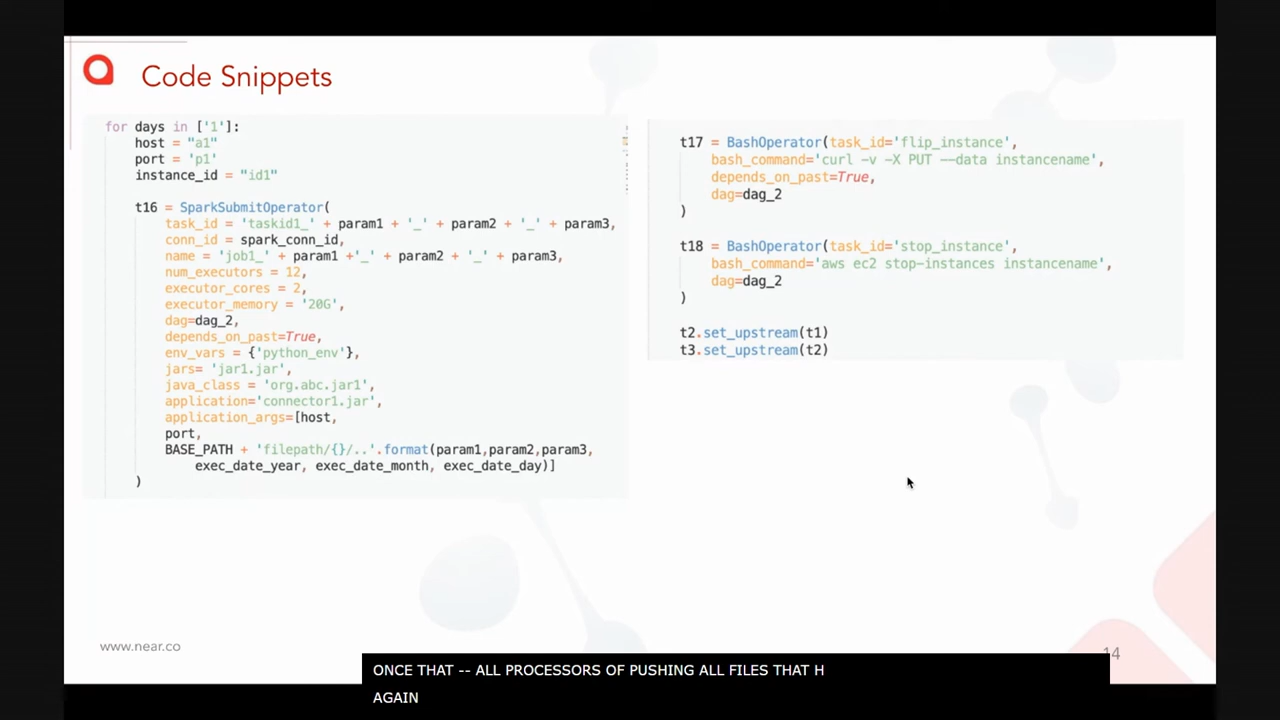 Code Snippets
for days in ['1']:
host = "a1"
port = 'p1'
instance_id = "id1"
t16 = SparkSubmitOperator(
task_id = 'taskid1_' + param1 + '_' + param2 + '_' + param3,
conn_id = spark_conn_id,
name = 'job1_' + param1 +'_' + param2 + '_' + param3,
num_executors = 12,
executor_cores = 2,
executor_memory = '20G',
dag=dag_2,
depends_on_past=True,
env_vars = {'python_env'},
jars= 'jar1.jar',
java_class = 'org.abc.jar1',
application='connector1.jar',
application_args=[host,
port,
BASE_PATH + 'filepath/{}/..'.format(param1,param2,param3,
exec_date_year, exec_date_month, exec_date_day)]
)
t17 = BashOperator(task_id='flip_instance',
bash_command='curl -v -X PUT --data instancename',
depends_on_past=True,
dag=dag_2
)
t18 = BashOperator(task_id='stop_instance',
bash_command='aws ec2 stop-instances instancename',
dag=dag_2
)
t2.set_upstream(t1)
t3.set_upstream(t2)
www.near.co
14
ONCE THAT -- ALL PROCESSORS OF PUSHING ALL FILES THAT H
AGAIN